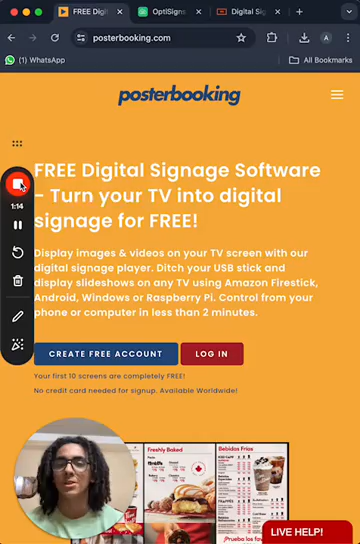 FREE Digi
OptiSigns
Digital Sig
posterbooking.com
A
(1) WhatsApp
All Bookmarks
posterbooking
1:14
FREE Digital Signage Software
– Turn your TV into digital
signage for FREE!
Display images & videos on your TV screen with our
digital signage player. Ditch your USB stick and
display slideshows on any TV using Amazon Firestick,
Android, Windows or Raspberry Pi. Control from your
phone or computer in less than 2 minutes.
CREATE FREE ACCOUNT
LOG IN
Your first 10 screens are completely FREE!
No credit card needed for signup. Available Worldwide!
Freshly Baked
Bebidas Frías
LIVE HELP!